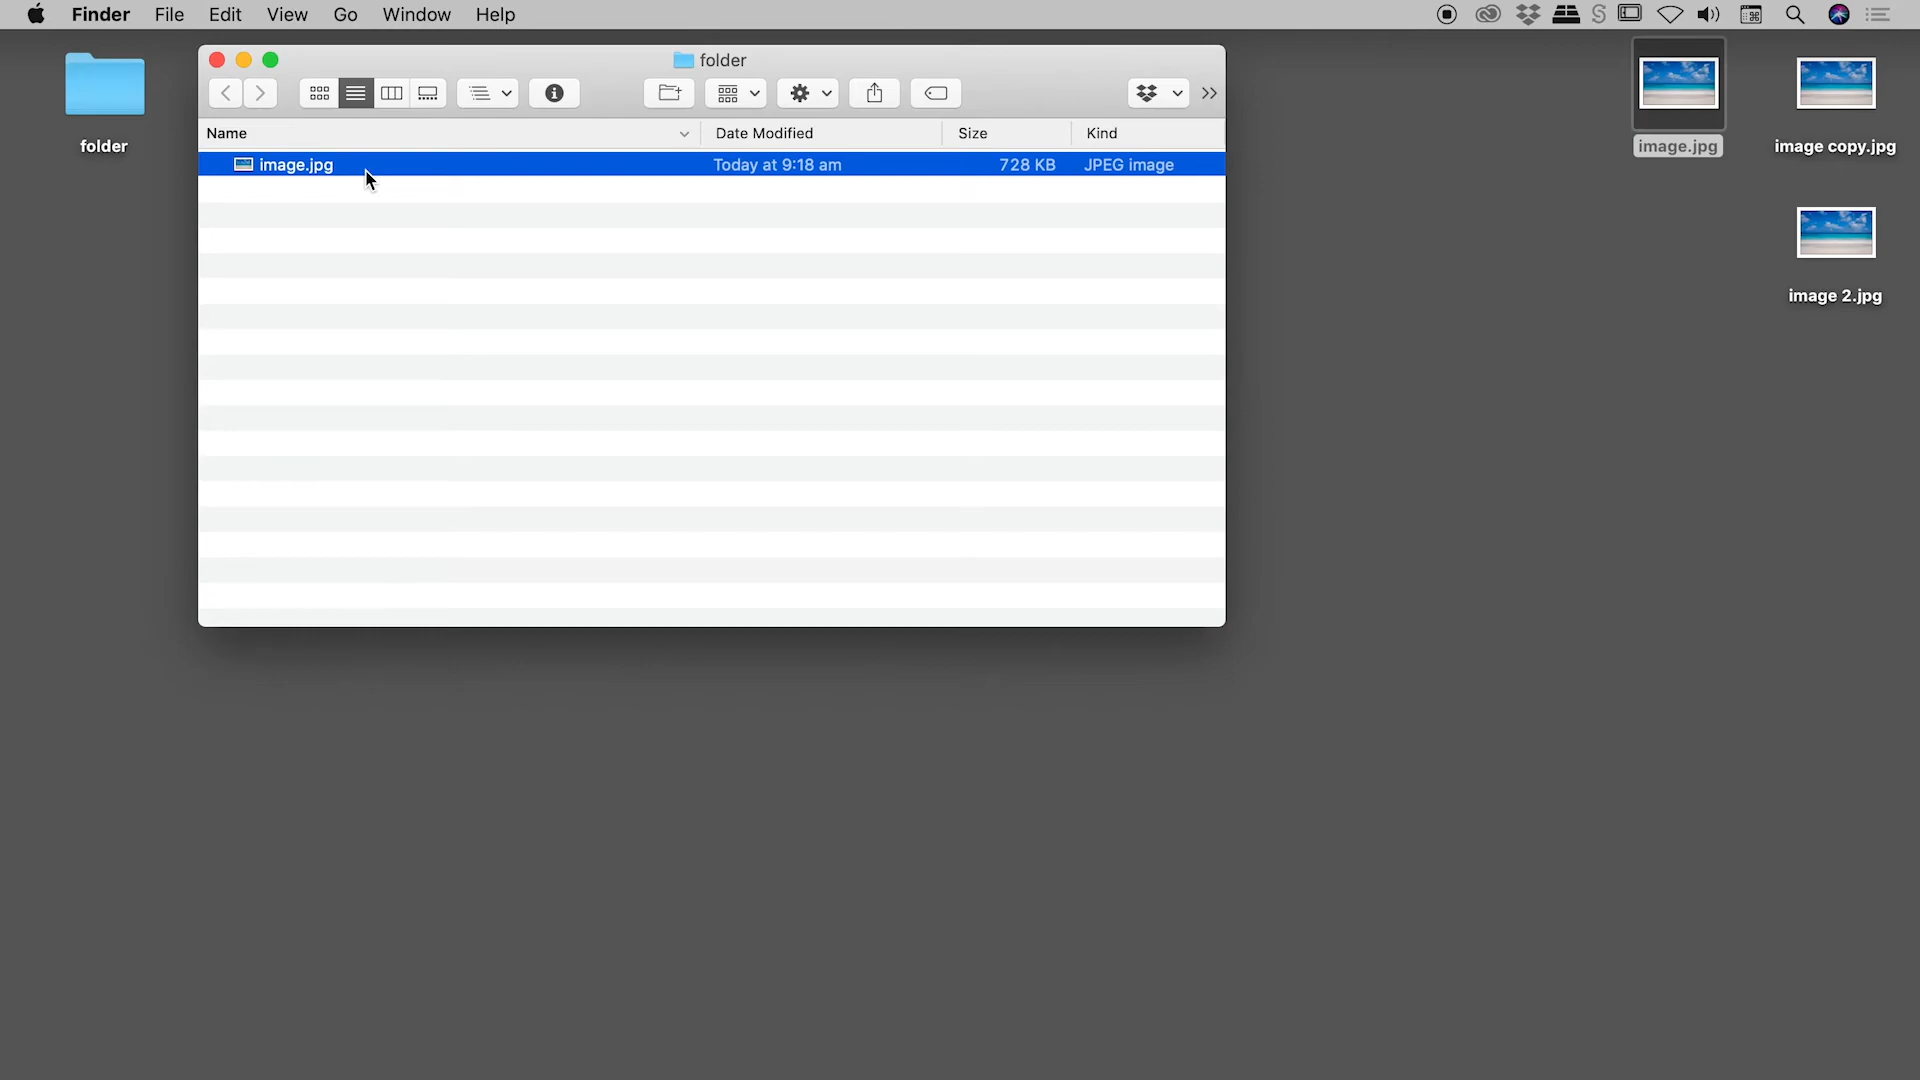 Finder File Edit View Go Window Help
folder
folder
Name Date Modified Size Kind
image.jpg Today at 9:18 am 728 KB JPEG image
image.jpg
image copy.jpg
image 2.jpg